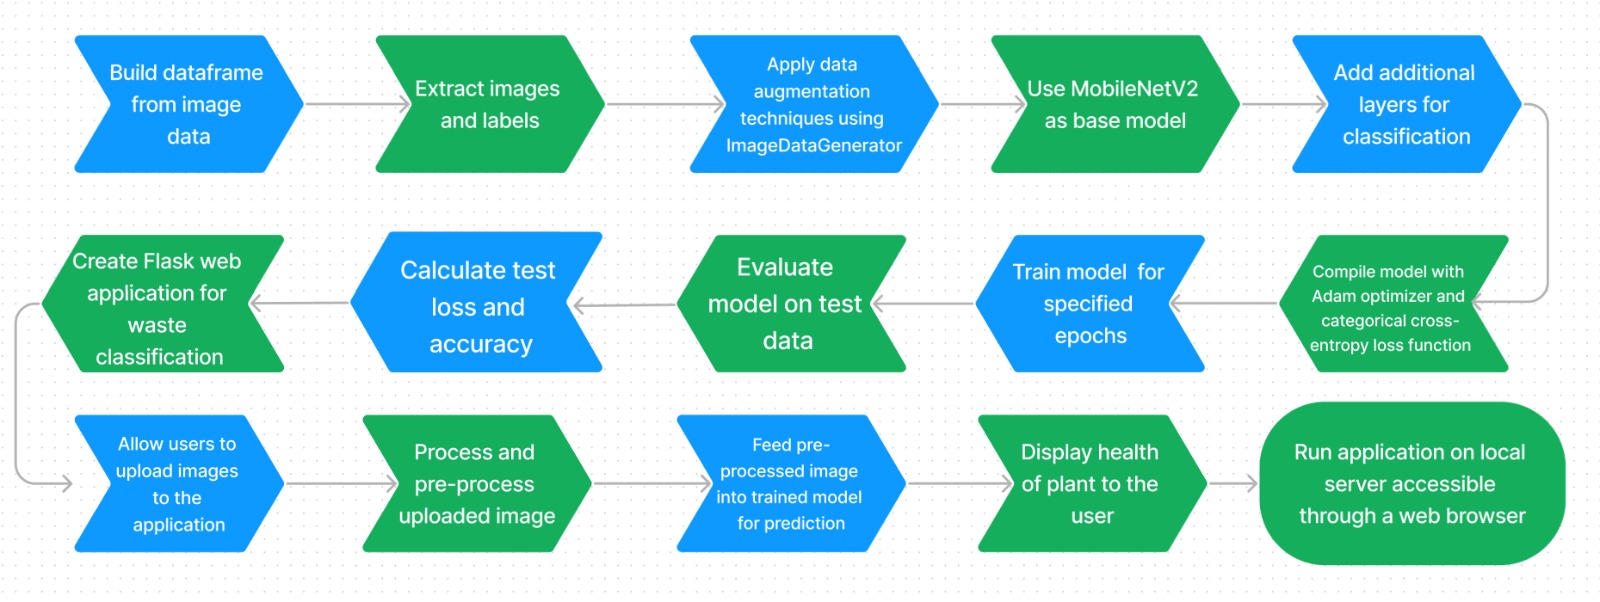 Build dataframe
from image
data
Extract images
and labels
Apply data
augmentation
techniques using
ImageDataGenerator
Use MobileNetV2
as base model
Add additional
layers for
classification
Compile model with
Adam optimizer and
categorical cross-
entropy loss function
Train model for
specified
epochs
Evaluate
model on test
data
Calculate test
loss and
accuracy
Create Flask web
application for
waste
classification
Allow users to
upload images
to the
application
Process and
pre-process
uploaded image
Feed pre-
processed image
into trained model
for prediction
Display health
of plant to the
user
Run application on local
server accessible
through a web browser